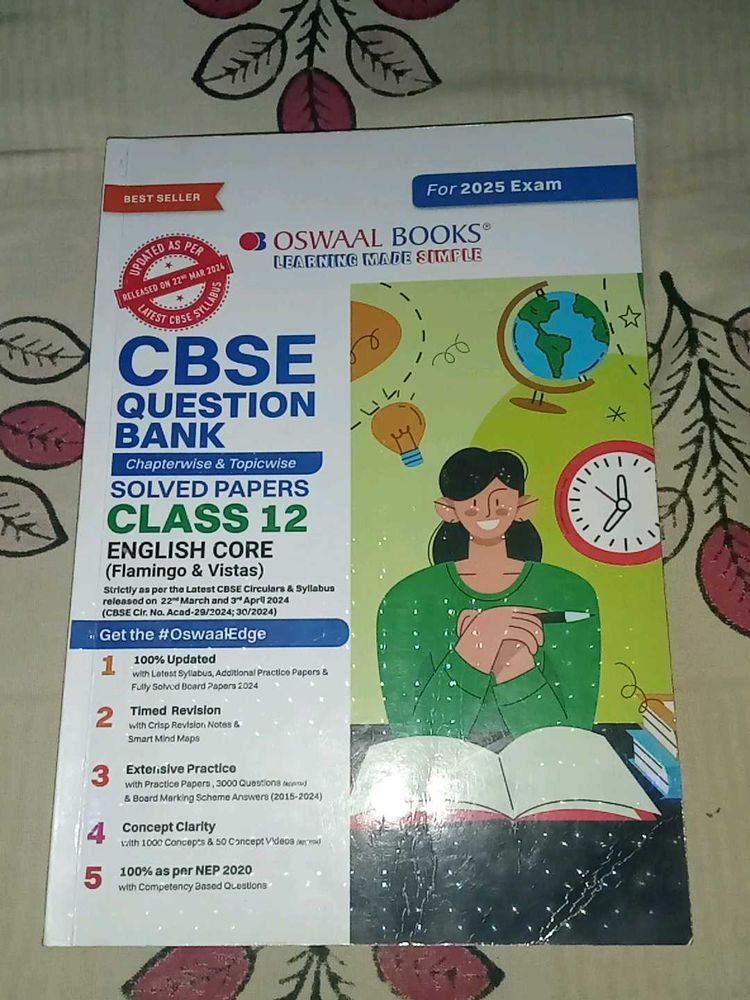 BEST SELLER
For 2025 Exam
OSWAAL BOOKS®
LEARNING MADE SIMPLE
UPDATED AS PER
RELEASED ON 22ND MAR 2024
LATEST CBSE SYLLABUS
CBSE
QUESTION
BANK
Chapterwise & Topicwise
SOLVED PAPERS
CLASS 12
ENGLISH CORE
(Flamingo & Vistas)
Strictly as per the Latest CBSE Circulars & Syllabus
released on 22nd March and 3rd April 2024
(CBSE Cir. No. Acad-29/2024; 30/2024)
Get the #OswaalEdge
1 100% Updated
with Latest Syllabus, Additional Practice Papers &
Fully Solved Board Papers 2024
2 Timed Revision
with Crisp Revision Notes &
Smart Mind Maps
3 Extensive Practice
with Practice Papers, 3000 Questions (approx)
& Board Marking Scheme Answers (2015-2024)
4 Concept Clarity
with 1000 Concepts & 50 Concept Videos (approx)
5 100% as per NEP 2020
with Competency Based Questions